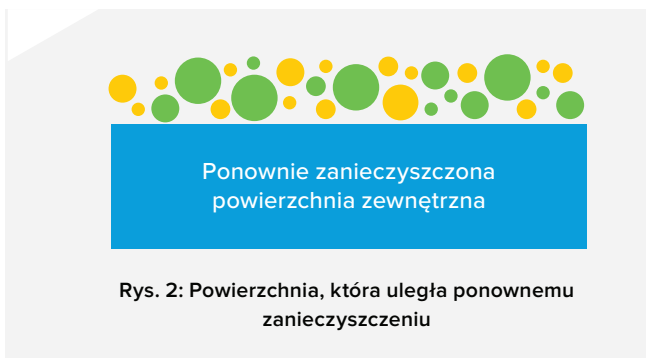 Ponownie zanieczyszczona
powierzchnia zewnętrzna
Rys. 2: Powierzchnia, która uległa ponownemu
zanieczyszczeniu